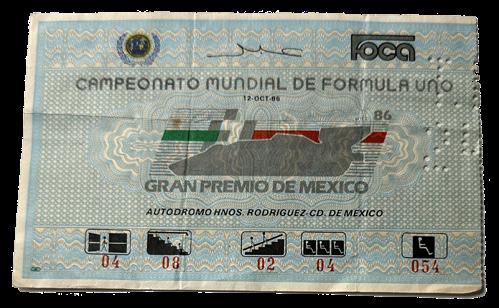 foca
CAMPEONATO MUNDIAL DE FORMULA UNO
12-OCT-86
86
GRAN PREMIO DE MEXICO
AUTODROMO HNOS. RODRIGUEZ-CD. DE MEXICO
04 08 02 04 054